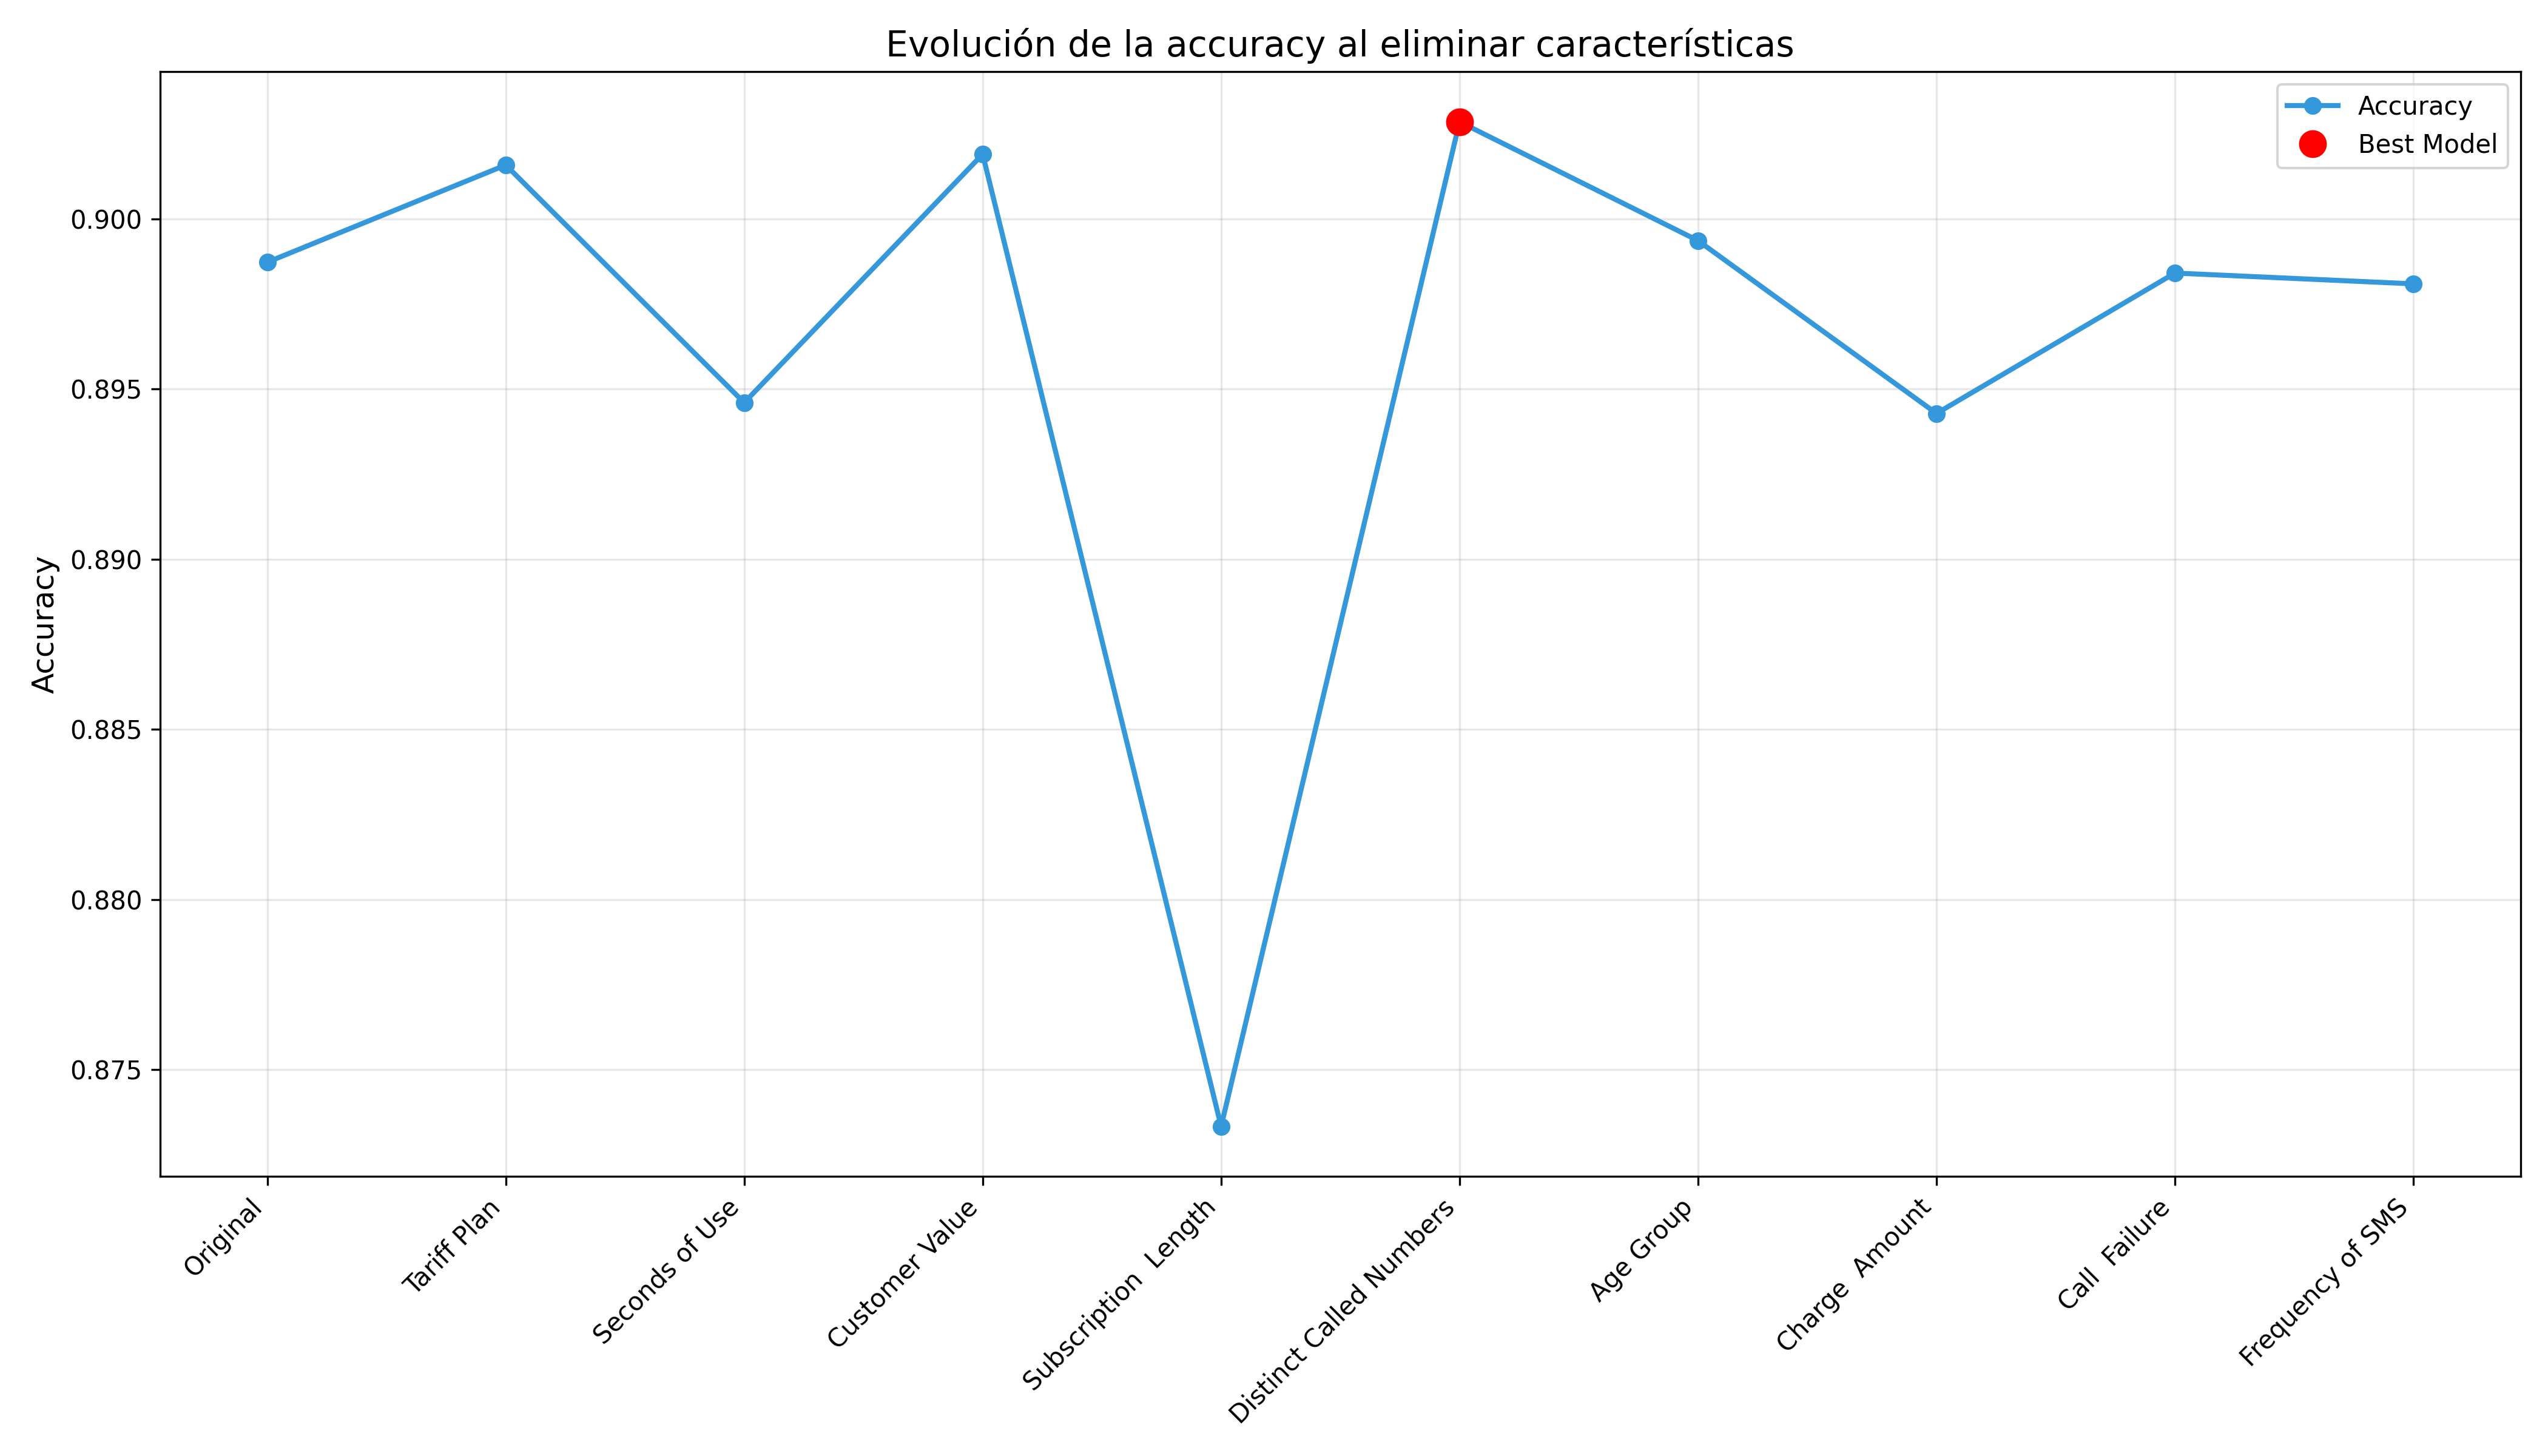 Evolución de la accuracy al eliminar características
Accuracy
Best Model
0.900
0.895
0.890
0.885
0.880
0.875
Accuracy
Original
Tariff Plan
Seconds of Use
Customer Value
Subscription  Length
Distinct Called Numbers
Age Group
Charge  Amount
Call  Failure
Frequency of SMS